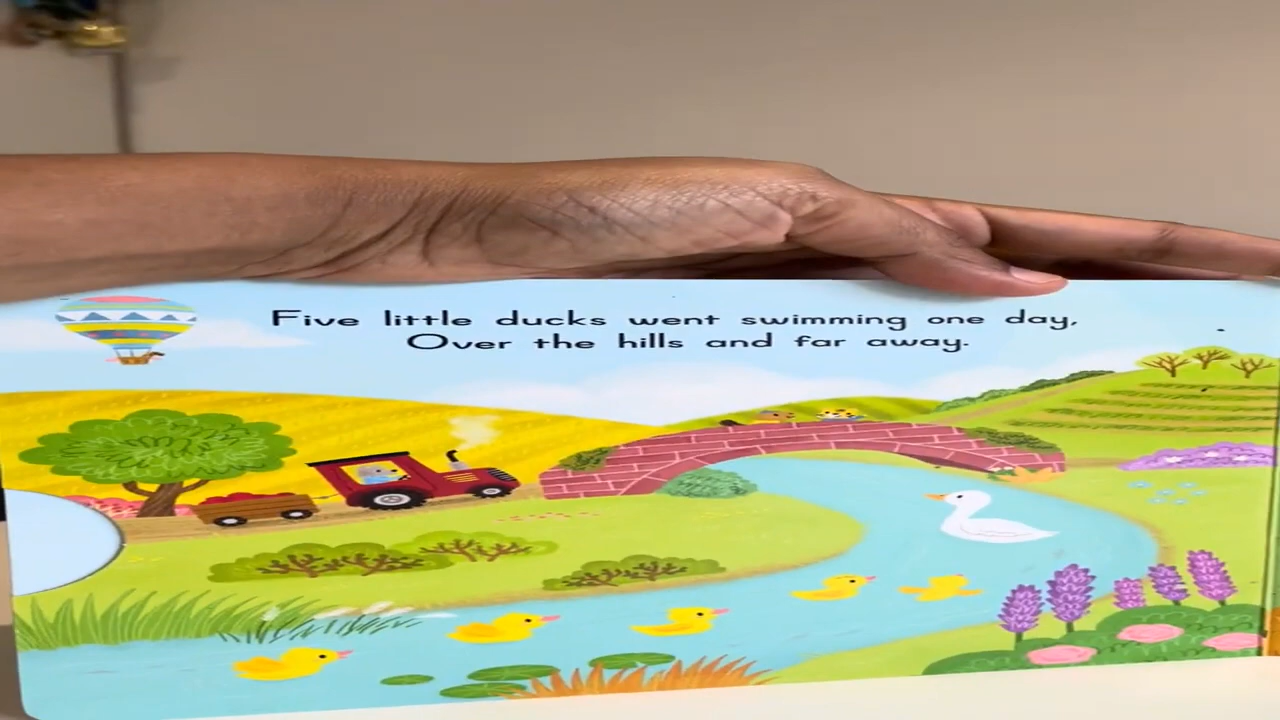 Five little ducks went swimming one day,
Over the hills and far away.